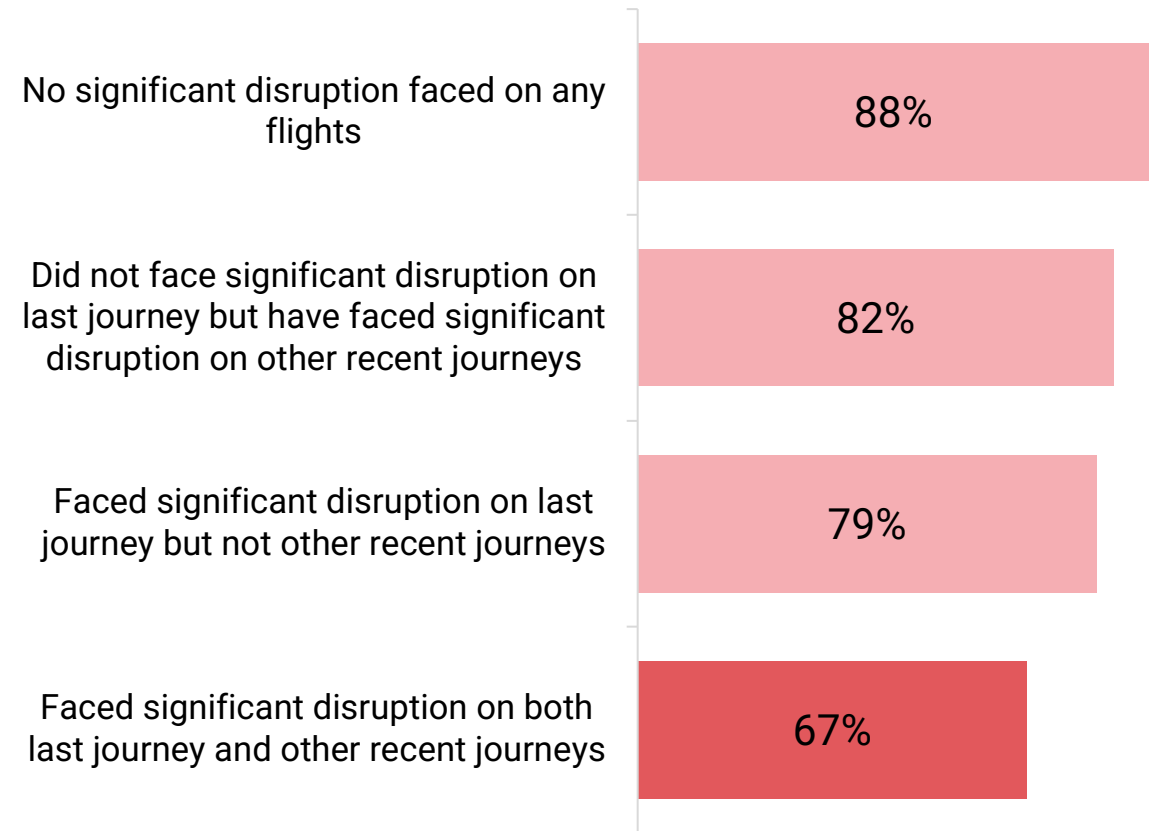 No significant disruption faced on any
flights
88%
Did not face significant disruption on
last journey but have faced significant
disruption on other recent journeys
82%
Faced significant disruption on last
journey but not other recent journeys
79%
Faced significant disruption on both
last journey and other recent journeys
67%